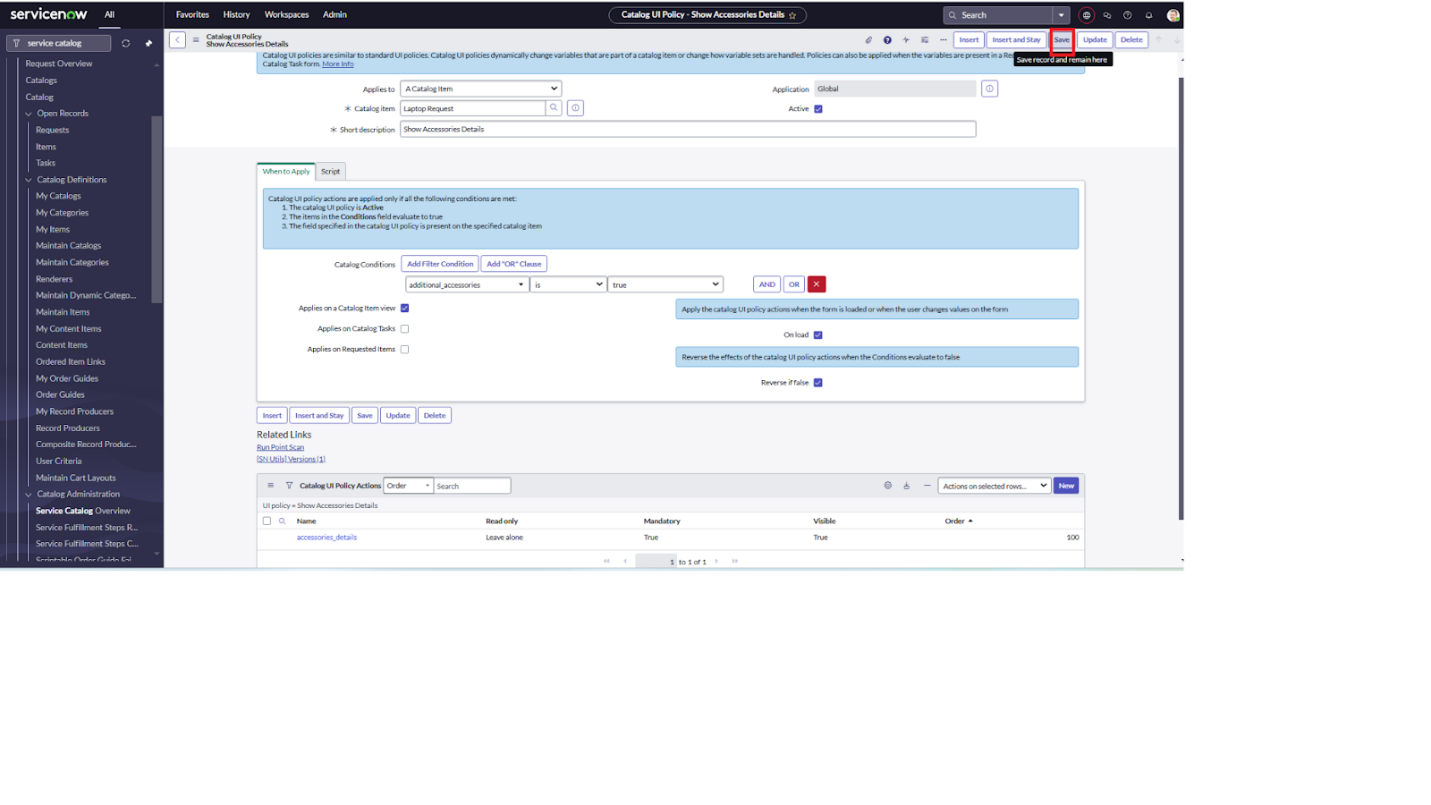 servicenow All Favorites History Workspaces Admin Catalog UI Policy - Show Accessories Details Search
service catalog
Request Overview
Catalogs
Catalog
Open Records
Requests
Items
Tasks
Catalog Definitions
My Catalogs
My Categories
My Items
Maintain Catalogs
Maintain Categories
Renderers
Maintain Dynamic Catego...
Maintain Items
My Content Items
Content Items
Ordered Item Links
My Order Guides
Order Guides
My Record Producers
Record Producers
Composite Record Produc...
User Criteria
Maintain Cart Layouts
Catalog Administration
Service Catalog Overview
Service Fulfillment Steps R...
Service Fulfillment Steps C...
Scriptable Order Guide Fai...
Catalog UI Policy
Show Accessories Details
Insert Insert and Stay Save Update Delete
Save record and remain here
Catalog UI policies are similar to standard UI policies. Catalog UI policies dynamically change variables that are part of a catalog item or change how variable sets are handled. Policies can also be applied when the variables are present in a
Catalog Task form. More Info
Applies to A Catalog Item Application Global
Catalog item Laptop Request Active
Short description Show Accessories Details
When to Apply Script
Catalog UI policy actions are applied only if all the following conditions are met:
1. The catalog UI policy is Active
2. The items in the Conditions field evaluate to true
3. The field specified in the catalog UI policy is present on the specified catalog item
Catalog Conditions Add Filter Condition Add "OR" Clause
additional_accessories is true AND OR
Applies on a Catalog Item view Apply the catalog UI policy actions when the form is loaded or when the user changes values on the form
Applies on Catalog Tasks On load
Applies on Requested Items Reverse the effects of the catalog UI policy actions when the Conditions evaluate to false
Reverse if false
Insert Insert and Stay Save Update Delete
Related Links
Run Point Scan
[SN Utils] Versions (1)
Catalog UI Policy Actions Order Search Actions on selected rows... New
UI policy = Show Accessories Details
Name Read only Mandatory Visible Order
accessories_details Leave alone True True 100
1 to 1 of 1